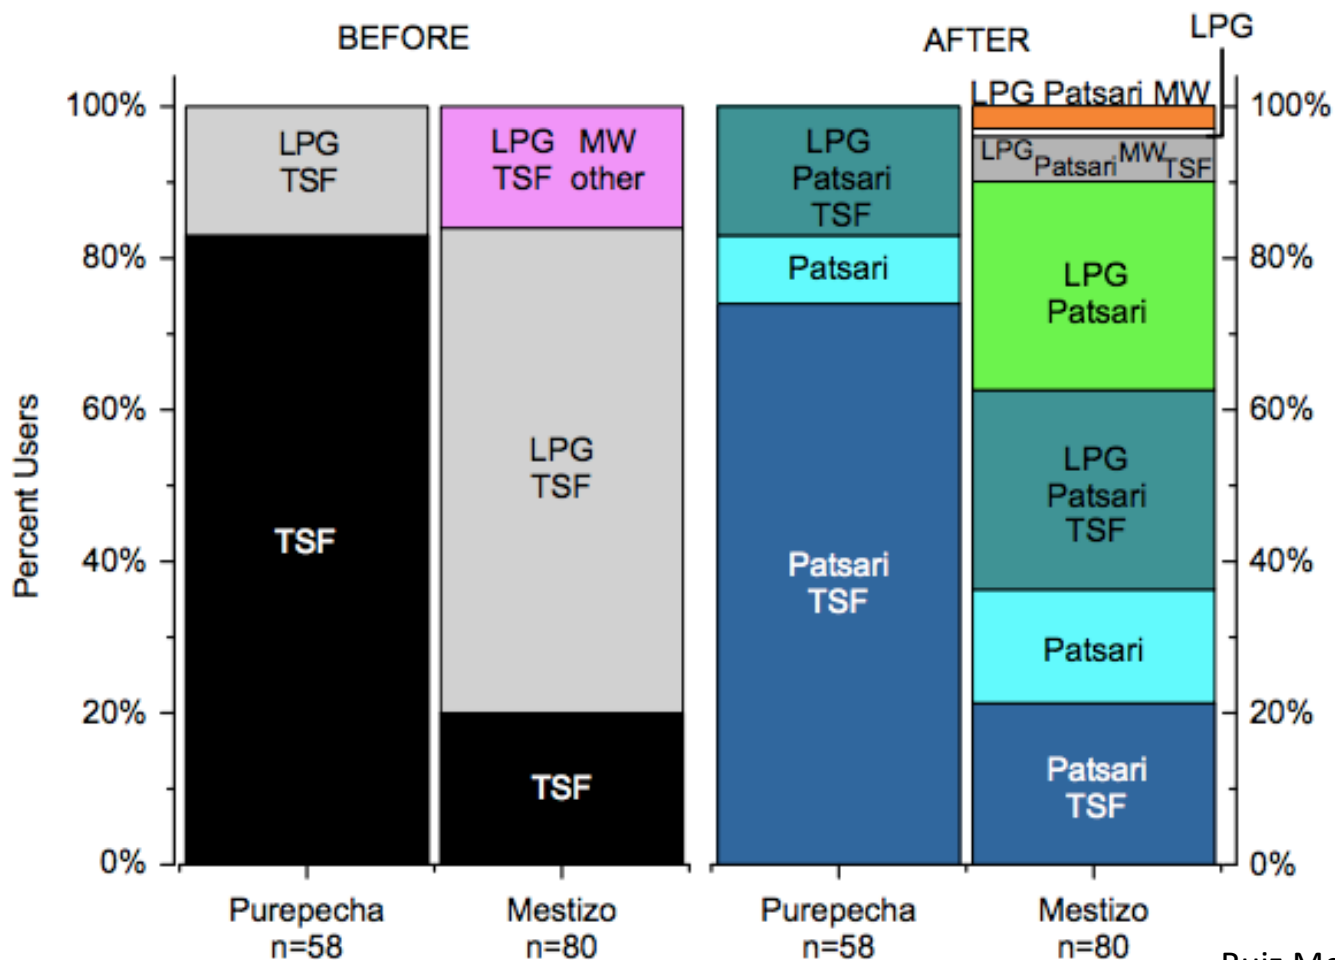 BEFORE
AFTER
LPG
Percent Users
100%
80%
60%
40%
20%
0%
LPG
TSF
TSF
LPG MW
TSF other
LPG
TSF
TSF
LPG
Patsari
TSF
Patsari
Patsari
TSF
LPG Patsari MW
LPG Patsari MW TSF
LPG
Patsari
LPG
Patsari
TSF
Patsari
Patsari
TSF
100%
80%
60%
40%
20%
0%
Purepecha
n=58
Mestizo
n=80
Purepecha
n=58
Mestizo
n=80